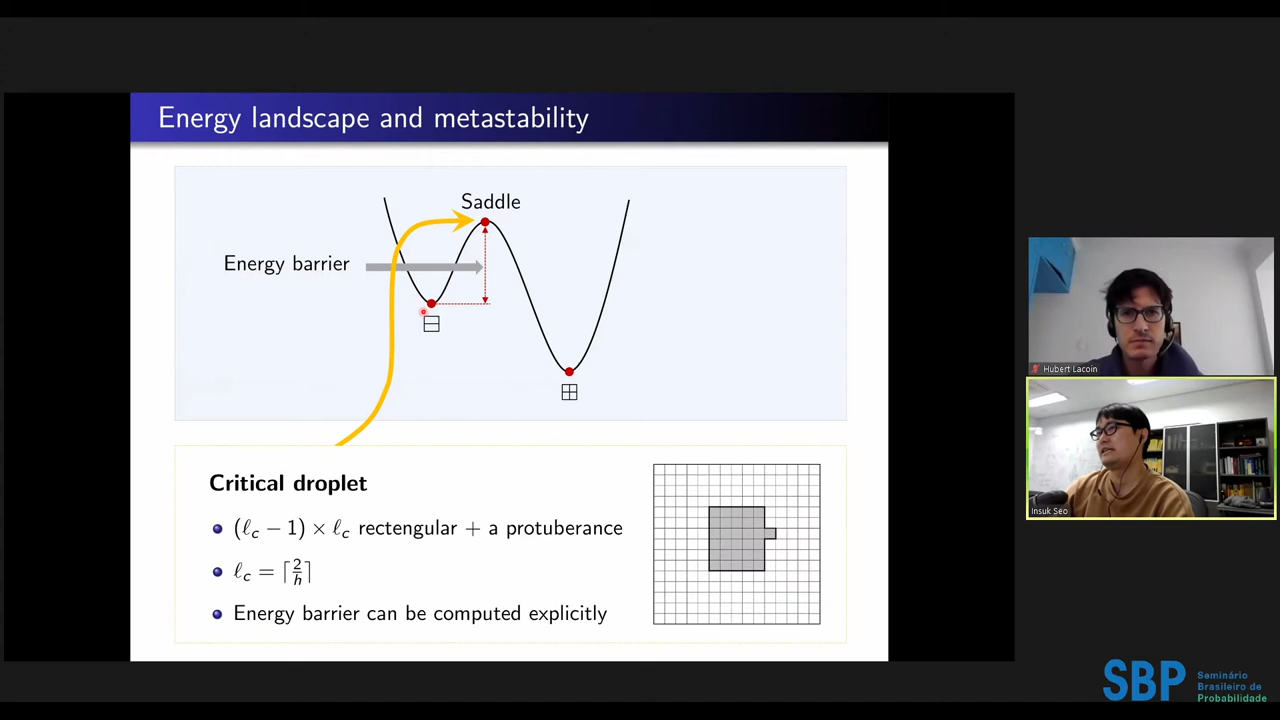 Energy landscape and metastability
Saddle
Energy barrier
⊟
⊞
Critical droplet
(ℓc − 1) × ℓc rectengular + a protuberance
ℓc = ⌈2/h⌉
Energy barrier can be computed explicitly
Hubert Lacoin
Insuk Seo
SBP Seminário
Brasileiro de
Probabilidade